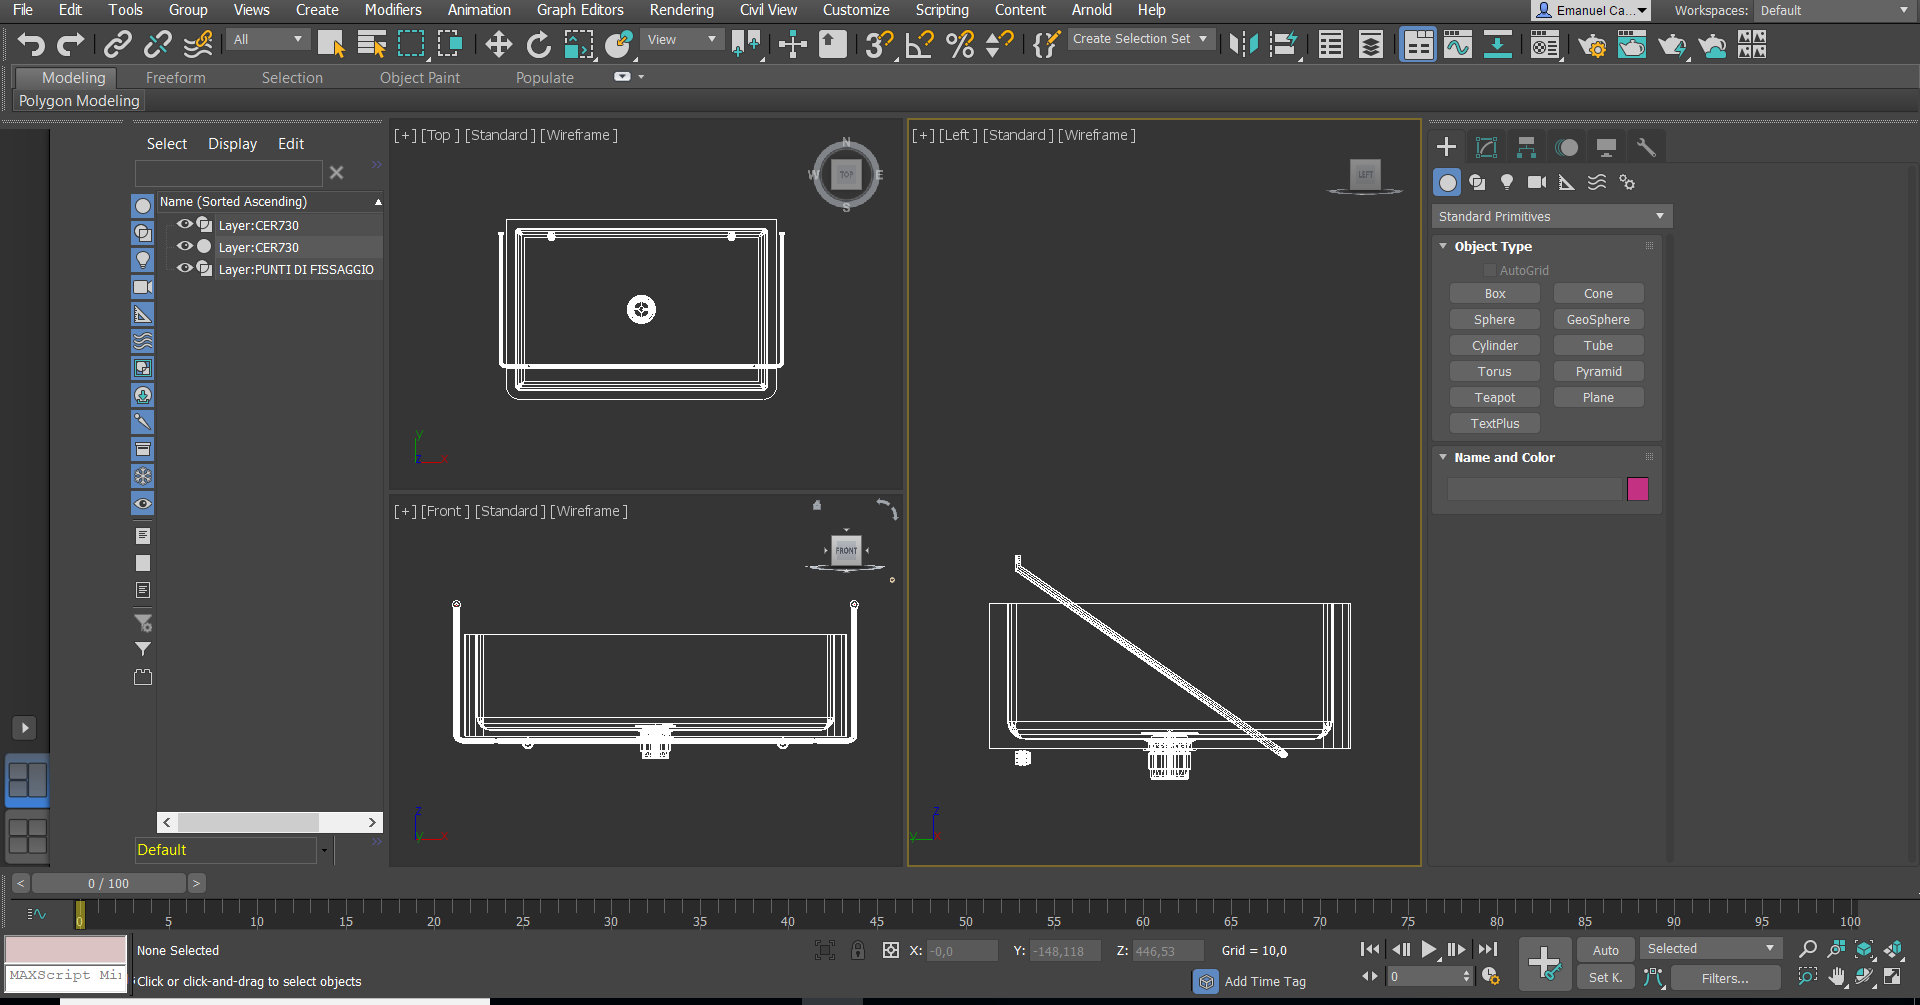 File Edit Tools Group Create Modifiers Animation Graph Editors Rendering Civil View Customize Scripting Content Arnold Help Emanuel Ca... Workspaces: Default
All View 3 Create Selection Set
Modeling Freeform Selection Object Paint Populate
Polygon Modeling
Select Display Edit
Name (Sorted Ascending)
Layer:CER730
Layer:CER730
Layer:PUNTI DI FISSAGGIO
Default
[+] [Top ] [Standard ] [Wireframe ]
N
W TOP E
S
y
z x
[+] [Front ] [Standard ] [Wireframe ]
FRONT
z
y x
[+] [Left ] [Standard ] [Wireframe ]
LEFT
z
y x
Standard Primitives
Object Type
AutoGrid
Box Cone
Sphere GeoSphere
Cylinder Tube
Torus Pyramid
Teapot Plane
TextPlus
Name and Color
< 0 / 100 >
0 5 10 15 20 25 30 35 40 45 50 55 60 65 70 75 80 85 90 95 100
None Selected X: -0,0 Y: -148,118 Z: 446,53 Grid = 10,0 Auto Selected
MAXScript Mi Click or click-and-drag to select objects Add Time Tag 0 Set K. Filters...